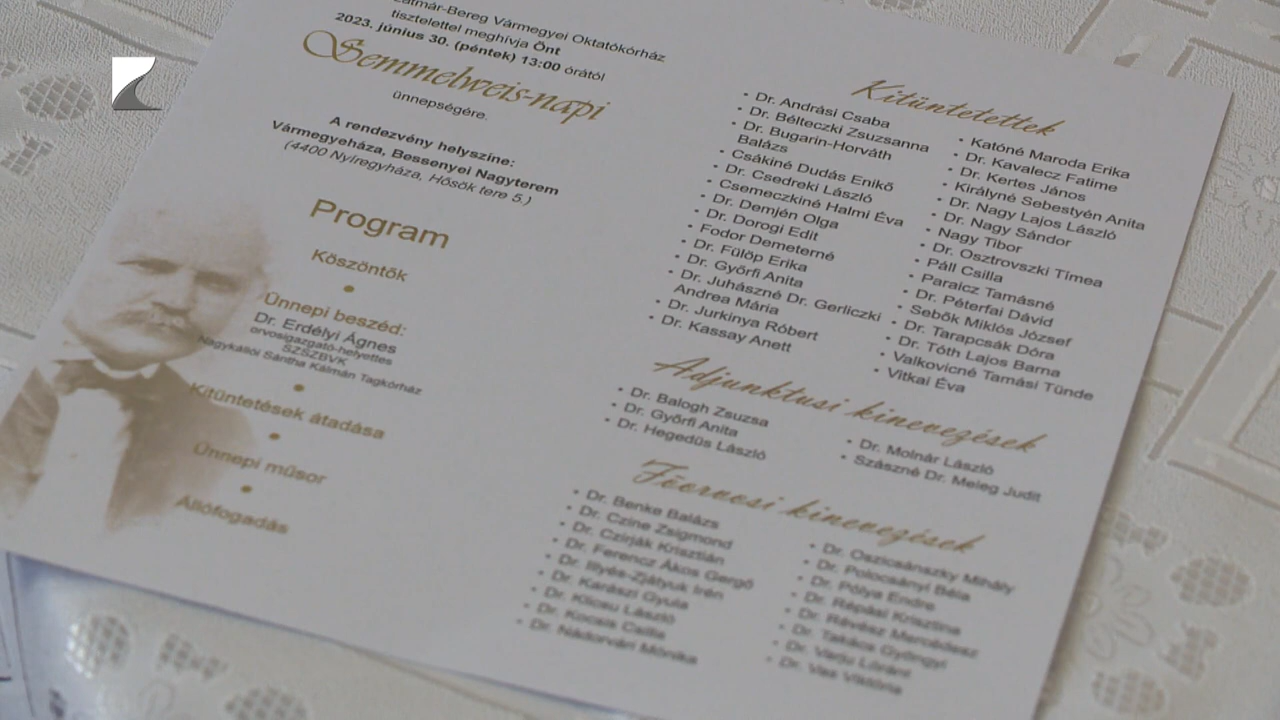 zatmár-Bereg Vármegyei Oktatókórház
tisztelettel meghívja Önt
2023. június 30. (péntek) 13:00 órától
Semmelweis-napi
ünnepségére.
A rendezvény helyszíne:
Vármegyeháza, Bessenyei Nagyterem
(4400 Nyíregyháza, Hősök tere 5.)
Program
Köszöntők
Ünnepi beszéd:
Dr. Erdélyi Ágnes
orvosigazgató-helyettes
SZSZBVK
Nagykállói Sántha Kálmán Tagkórház
Kitüntetések átadása
Ünnepi műsor
Állófogadás
Kitüntetettek
• Dr. Andrási Csaba
• Dr. Bélteczki Zsuzsanna
• Dr. Bugarin-Horváth
Balázs
• Csákiné Dudás Enikő
• Dr. Csedreki László
• Csemeczkiné Halmi Éva
• Dr. Demjén Olga
• Dr. Dorogi Edit
• Fodor Demeterné
• Dr. Fülöp Erika
• Dr. Győrfi Anita
• Dr. Juhászné Dr. Gerliczki
Andrea Mária
• Dr. Jurkinya Róbert
• Dr. Kassay Anett
• Katóné Maroda Erika
• Dr. Kavalecz Fatime
• Dr. Kertes János
• Királyné Sebestyén Anita
• Dr. Nagy Lajos László
• Dr. Nagy Sándor
• Nagy Tibor
• Dr. Osztrovszki Tímea
• Páll Csilla
• Paraicz Tamásné
• Dr. Péterfai Dávid
• Sebők Miklós József
• Dr. Tarapcsák Dóra
• Dr. Tóth Lajos Barna
• Valkovicné Tamási Tünde
• Vitkai Éva
Adjunktusi kinevezések
• Dr. Balogh Zsuzsa
• Dr. Győrfi Anita
• Dr. Hegedüs László
• Dr. Molnár László
• Szászné Dr. Meleg Judit
Főorvosi kinevezések
• Dr. Benke Balázs
• Dr. Czine Zsigmond
• Dr. Czirják Krisztián
• Dr. Ferencz Ákos Gergő
• Dr. Illyés-Zjátyuk Irén
• Dr. Karászi Gyula
• Dr. Klicsu László
• Dr. Kocsis Csilla
• Dr. Nádorvári Mónika
• Dr. Oszicsánszky Mihály
• Dr. Polocsányi Béla
• Dr. Pólya Endre
• Dr. Répási Krisztina
• Dr. Révész Mercédesz
• Dr. Takács Gyöngyi
• Dr. Varju Lóránt
• Dr. Vas Viktória